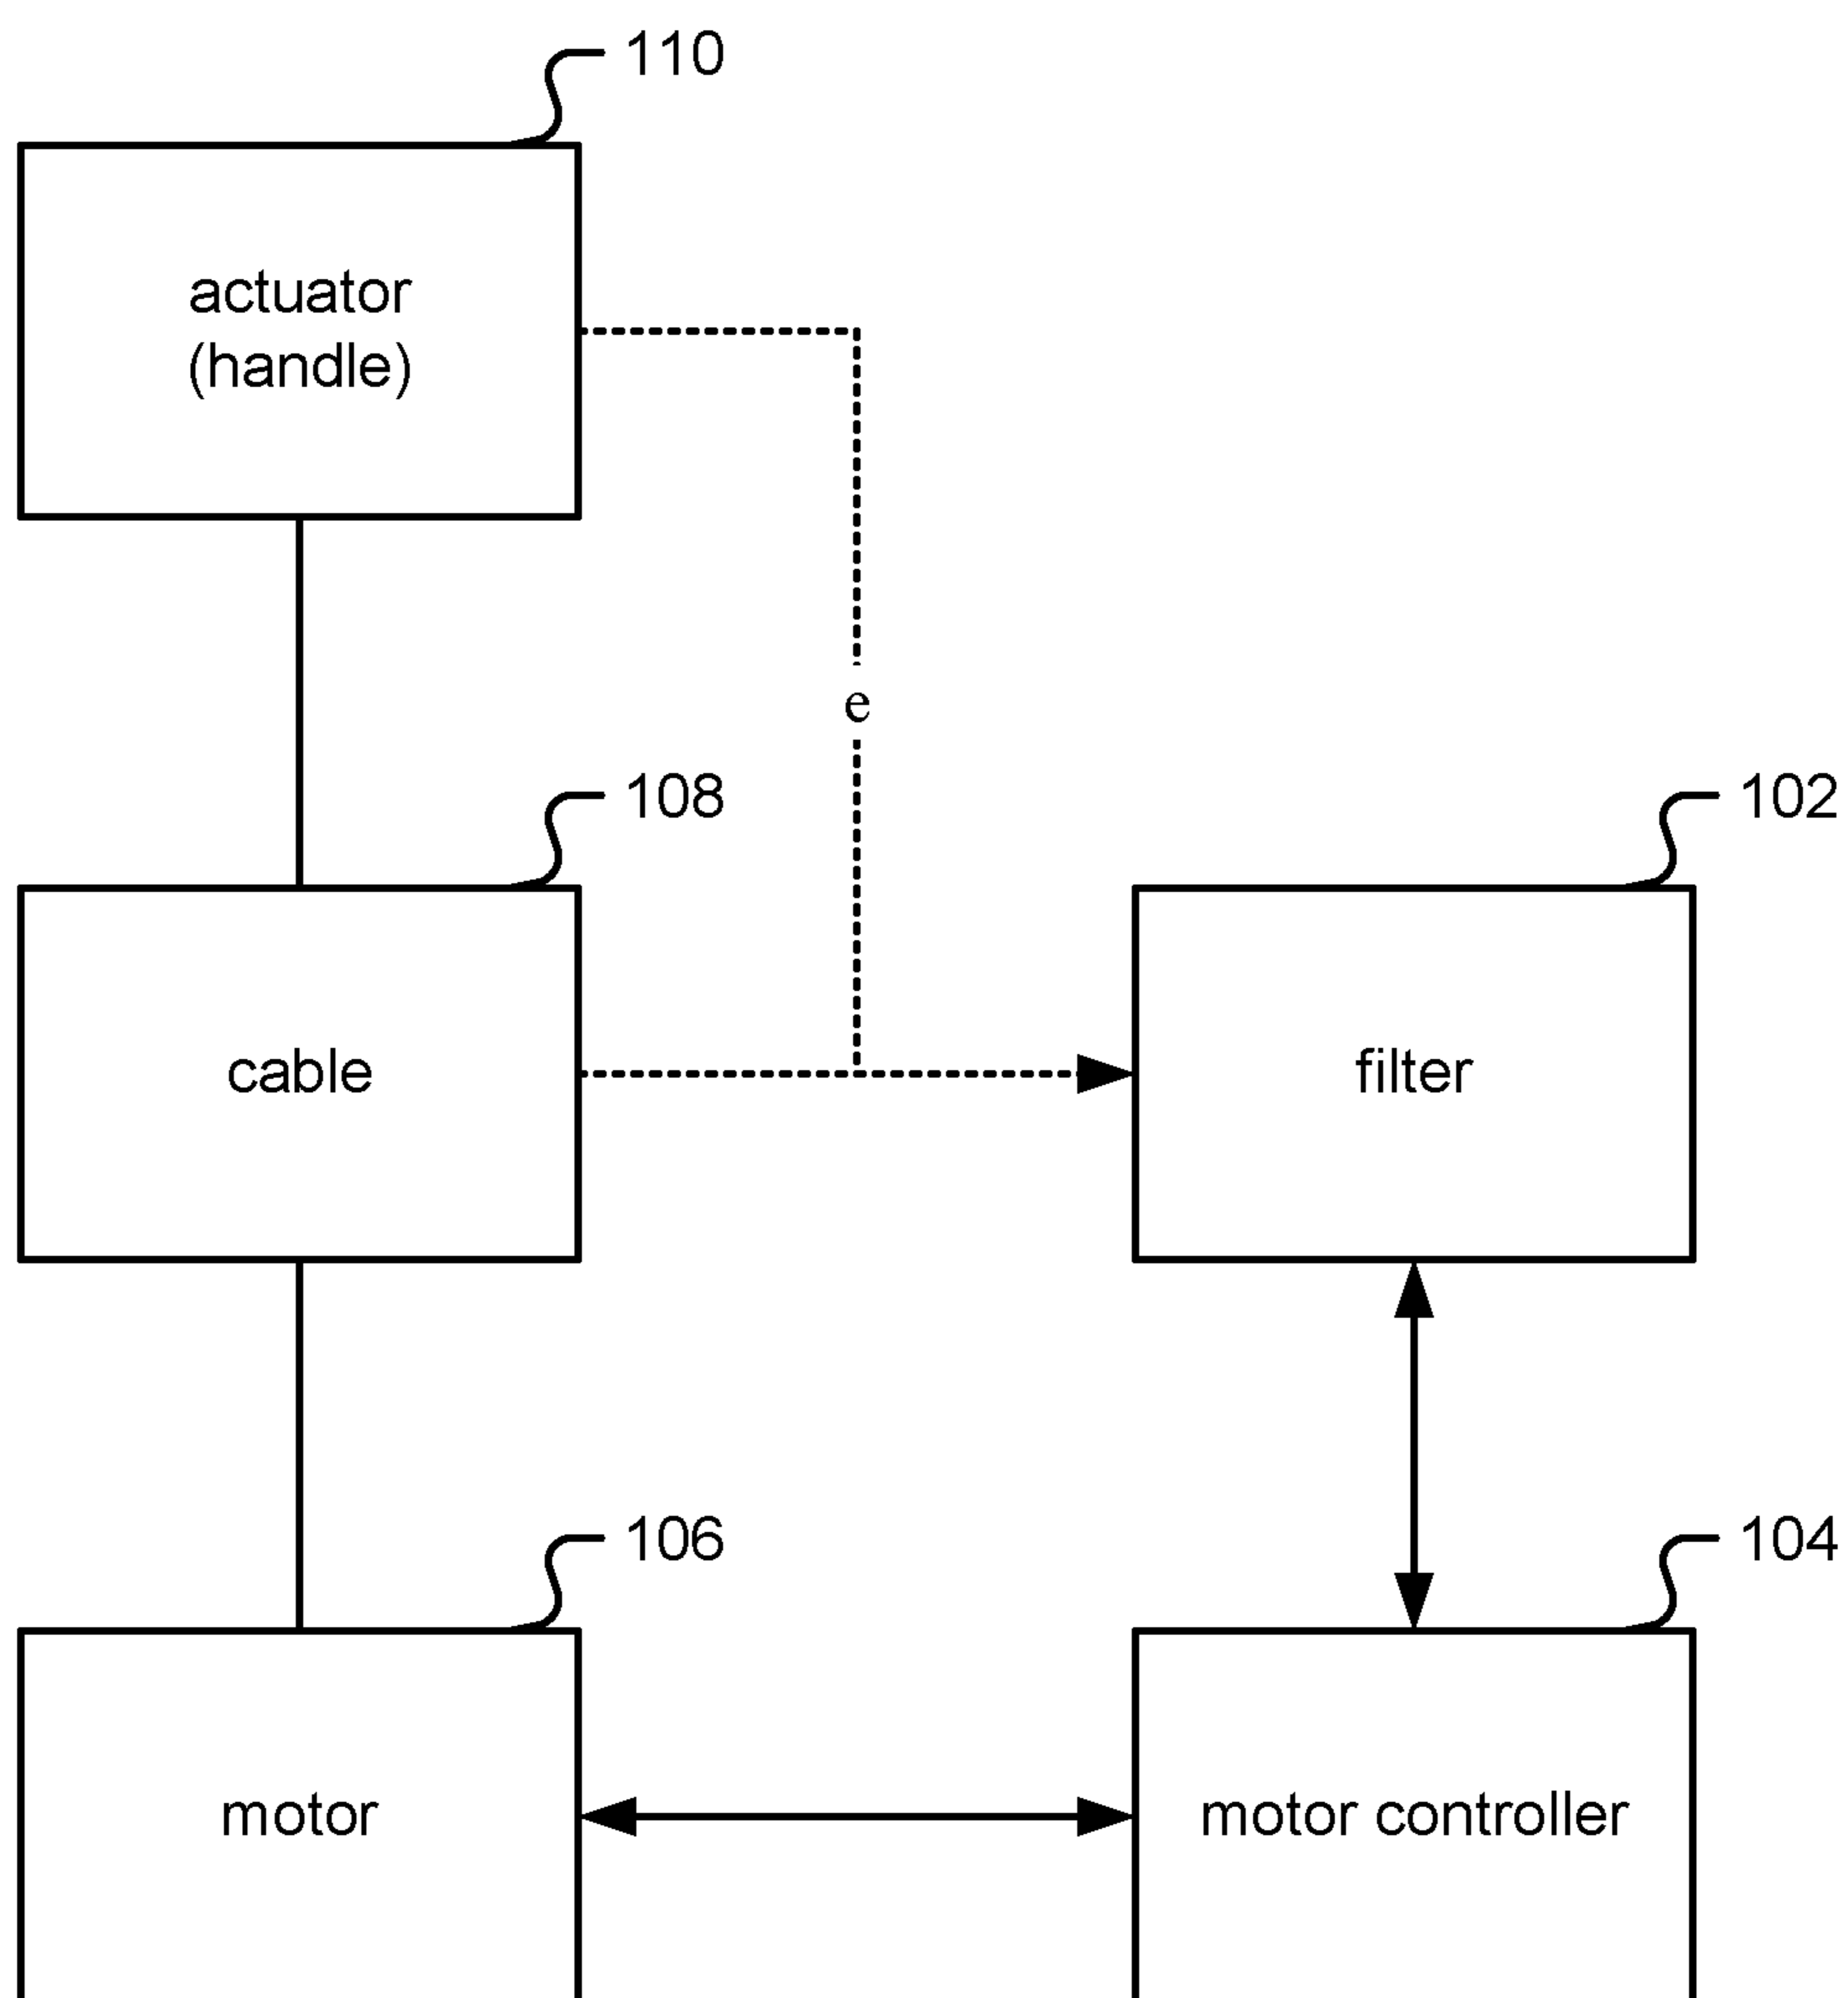 110
actuator
(handle)
e
108
102
cable
filter
106
104
motor
motor controller